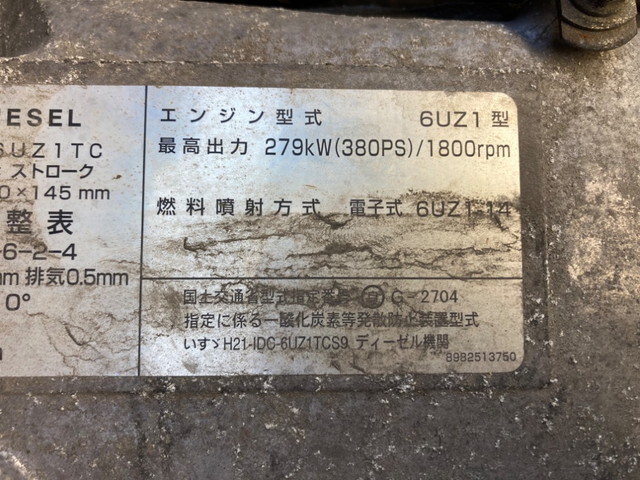 ESEL
6UZ1TC
ストローク
0×145 mm
整表
-6-2-4
mm 排気0.5mm
0°
エンジン型式 6UZ1型
最高出力 279kW(380PS)/1800rpm
燃料噴射方式 電子式 6UZ1-14
国土交通省型式指定番号 G-2704
指定に係る一酸化炭素等発散防止装置型式
いすゞH21-IDC-6UZ1TCS9 ディーゼル機関
8982513750